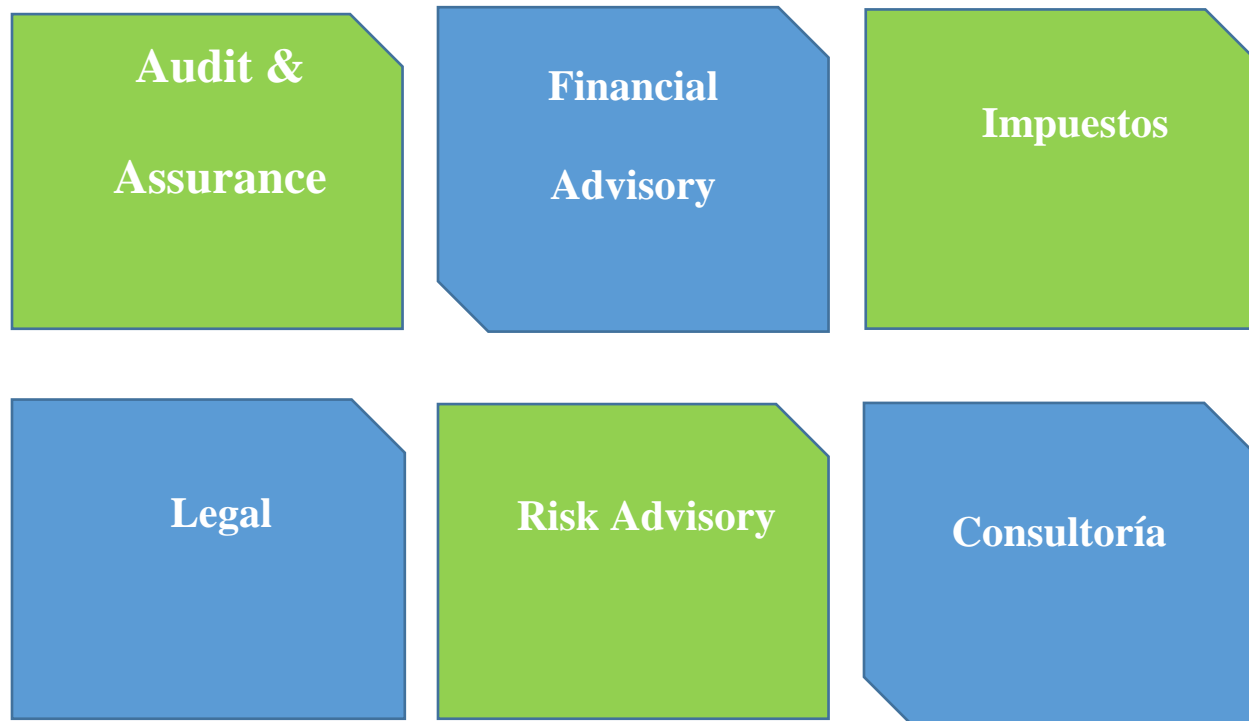 Audit &
Assurance
Financial
Advisory
Impuestos
Legal
Risk Advisory
Consultoría